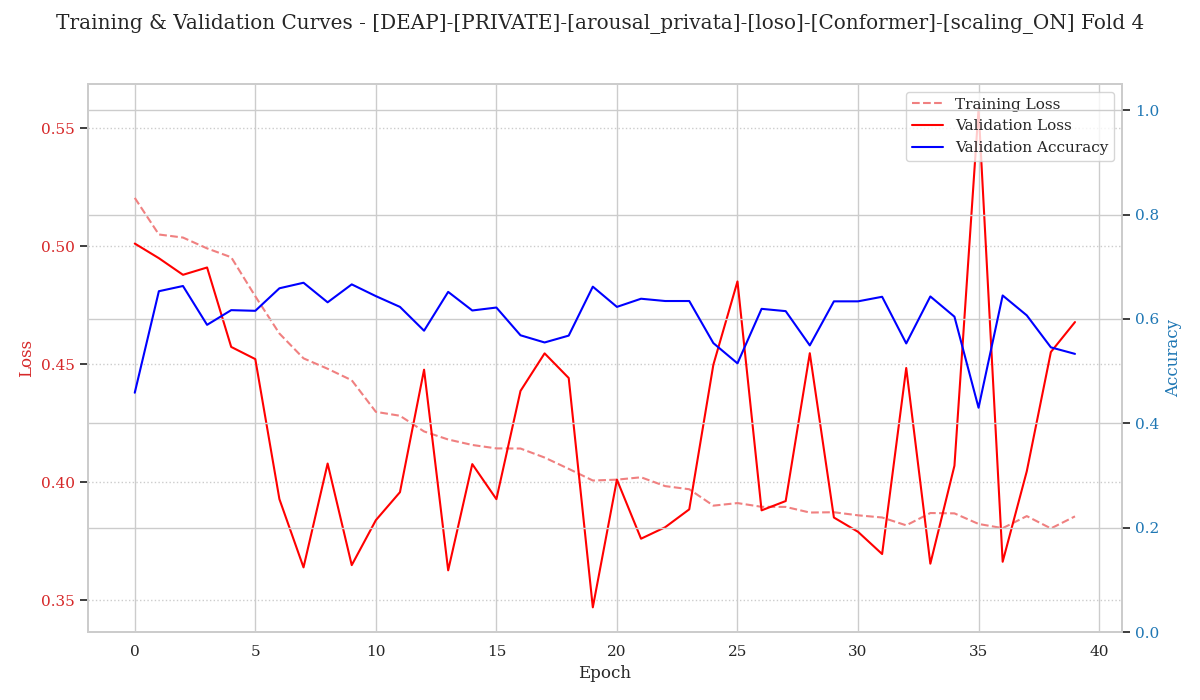 Training & Validation Curves - [DEAP]-[PRIVATE]-[arousal_privata]-[loso]-[Conformer]-[scaling_ON] Fold 4
Training Loss
Validation Loss
Validation Accuracy
Loss
0.55
0.50
0.45
0.40
0.35
1.0
0.8
0.6
0.4
0.2
0.0
Accuracy
0 5 10 15 20 25 30 35 40
Epoch